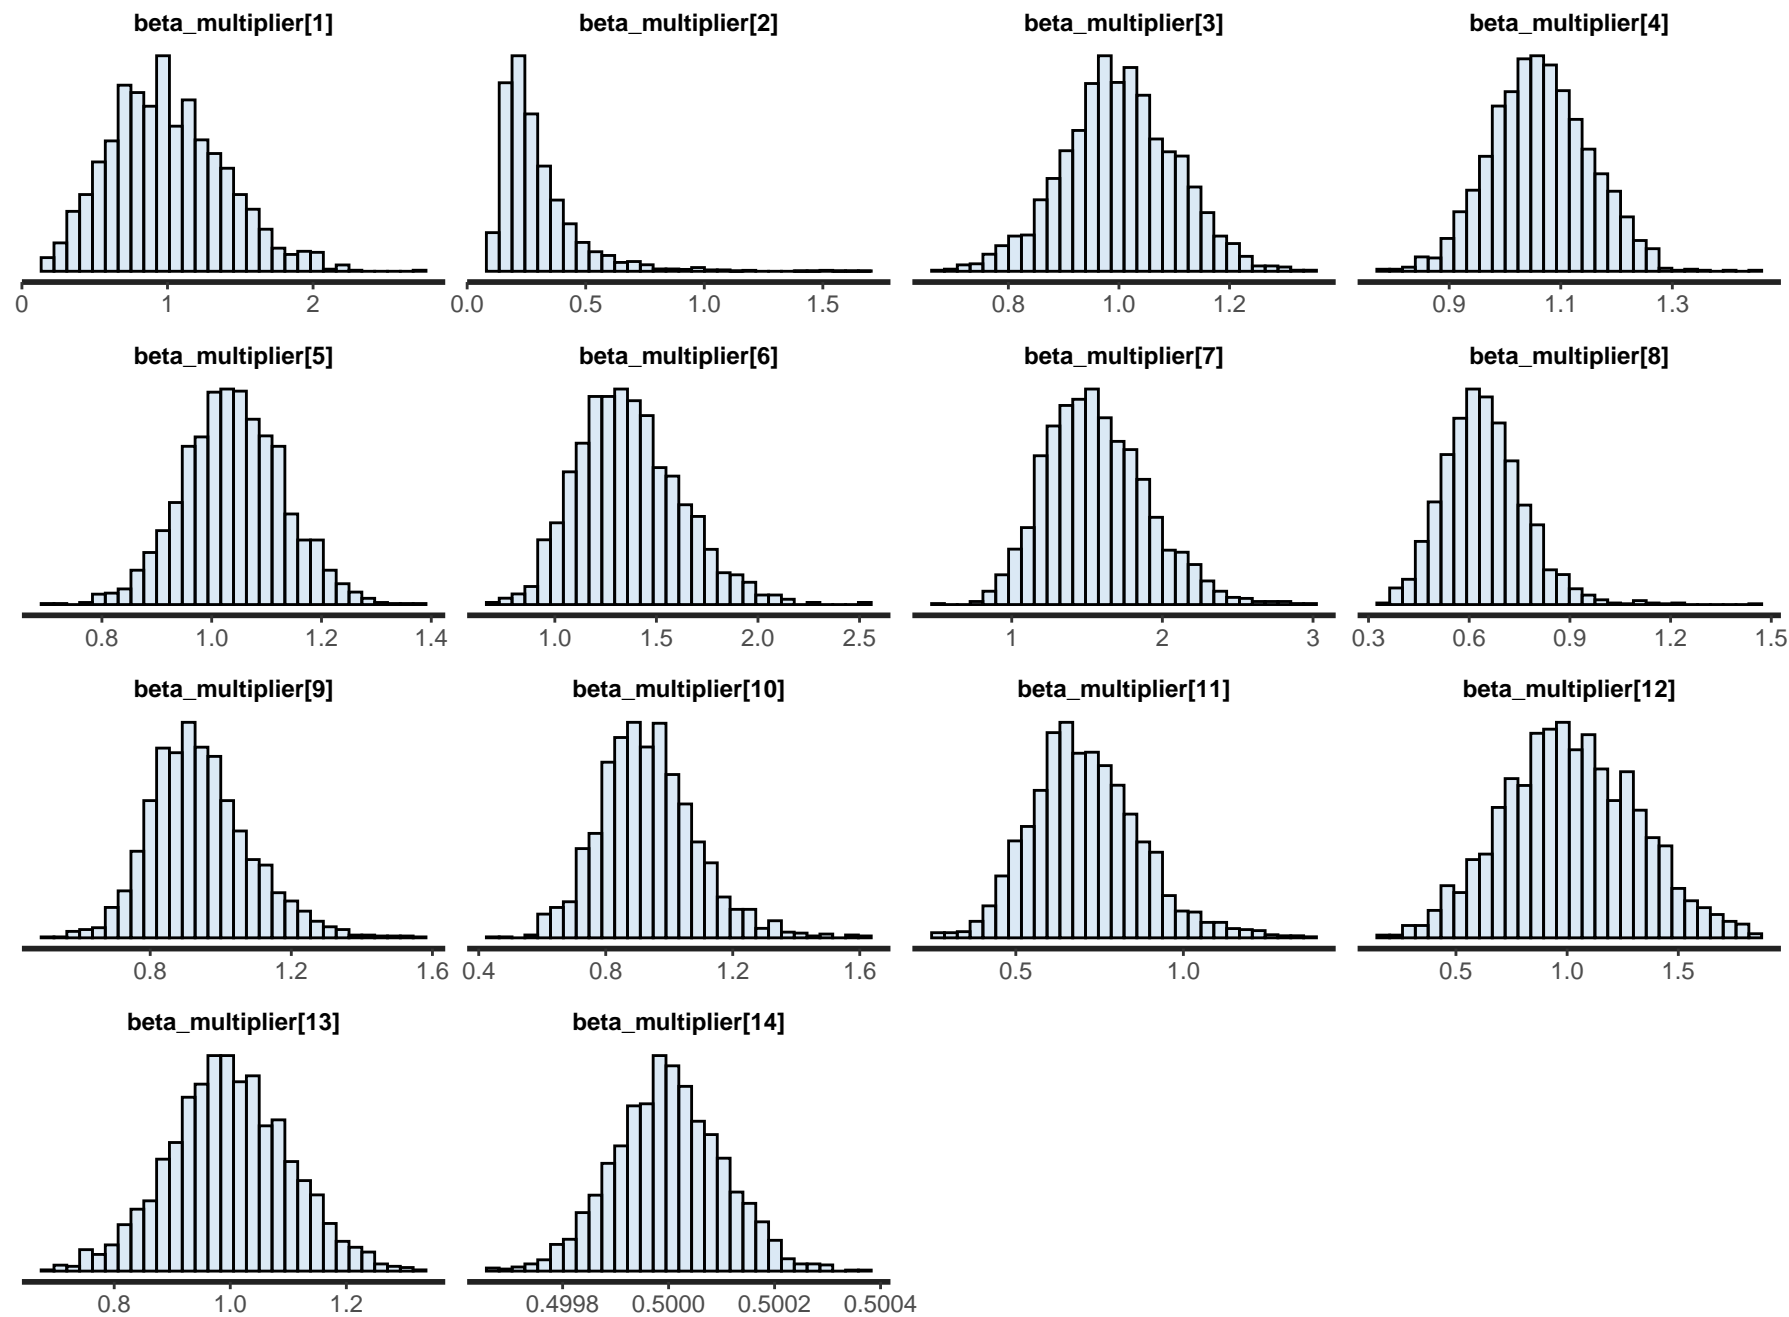 beta_multiplier[1] beta_multiplier[2] beta_multiplier[3] beta_multiplier[4]
0 1 2 0.0 0.5 1.0 1.5 0.8 1.0 1.2 0.9 1.1 1.3
beta_multiplier[5] beta_multiplier[6] beta_multiplier[7] beta_multiplier[8]
0.8 1.0 1.2 1.4 1.0 1.5 2.0 2.5 1 2 3 0.3 0.6 0.9 1.2 1.5
beta_multiplier[9] beta_multiplier[10] beta_multiplier[11] beta_multiplier[12]
0.8 1.2 1.6 0.4 0.8 1.2 1.6 0.5 1.0 0.5 1.0 1.5
beta_multiplier[13] beta_multiplier[14]
0.8 1.0 1.2 0.4998 0.5000 0.5002 0.5004